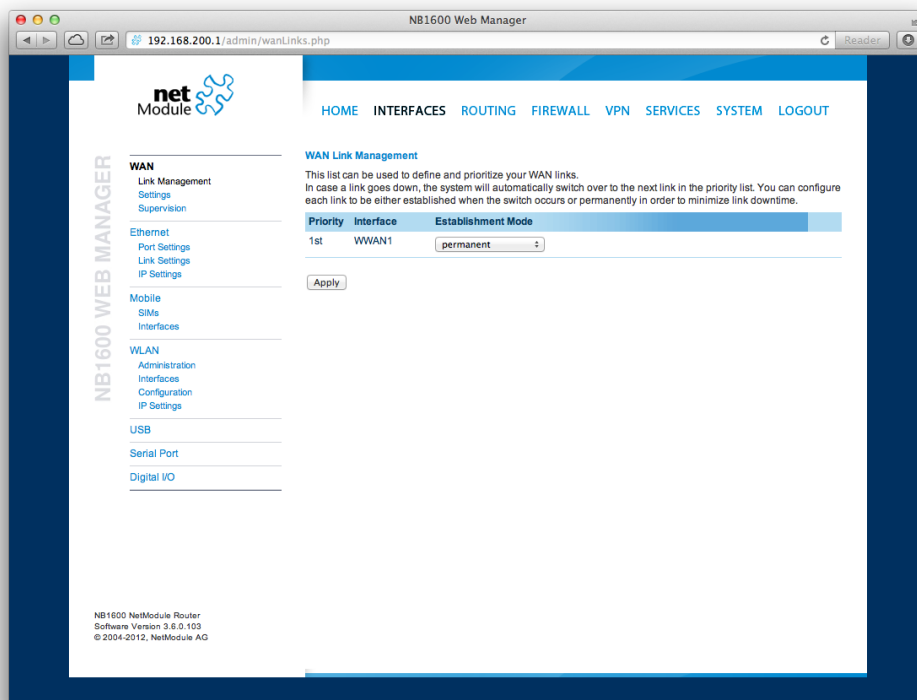 NB1600 Web Manager
192.168.200.1/admin/wanLinks.php
Reader
net
Module
HOME INTERFACES ROUTING FIREWALL VPN SERVICES SYSTEM LOGOUT
NB1600 WEB MANAGER
WAN
Link Management
Settings
Supervision
Ethernet
Port Settings
Link Settings
IP Settings
Mobile
SIMs
Interfaces
WLAN
Administration
Interfaces
Configuration
IP Settings
USB
Serial Port
Digital I/O
WAN Link Management
This list can be used to define and prioritize your WAN links.
In case a link goes down, the system will automatically switch over to the next link in the priority list. You can configure
each link to be either established when the switch occurs or permanently in order to minimize link downtime.
Priority Interface Establishment Mode
1st WWAN1 permanent
Apply
NB1600 NetModule Router
Software Version 3.6.0.103
© 2004-2012, NetModule AG